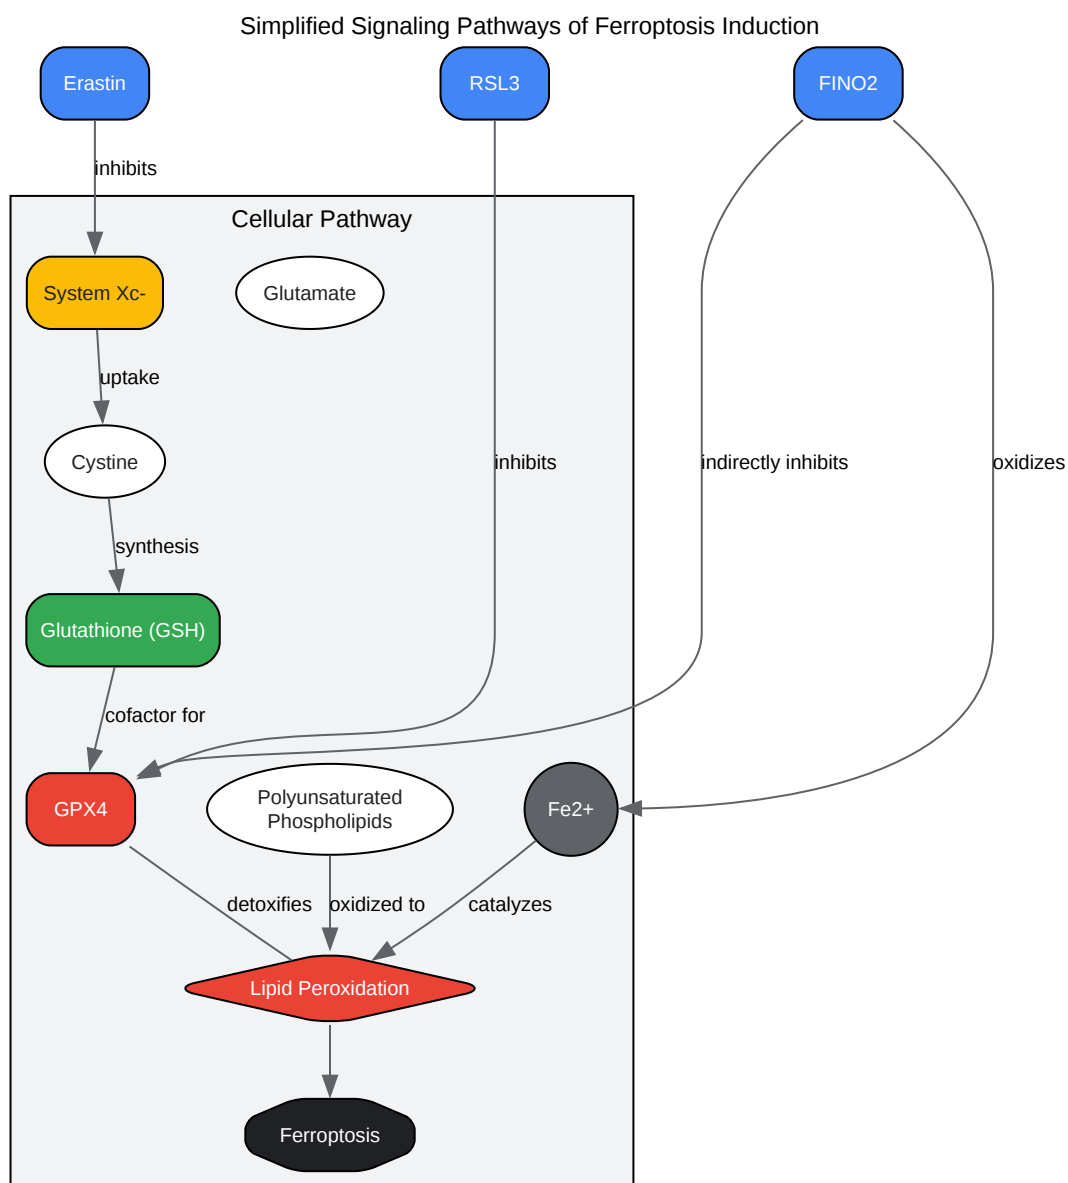 Simplified Signaling Pathways of Ferroptosis Induction
Erastin
RSL3
FINO2
inhibits
Cellular Pathway
System Xc-
Glutamate
uptake
Cystine
inhibits
indirectly inhibits
oxidizes
synthesis
Glutathione (GSH)
cofactor for
GPX4
Polyunsaturated
Phospholipids
Fe2+
detoxifies
oxidized to
catalyzes
Lipid Peroxidation
Ferroptosis